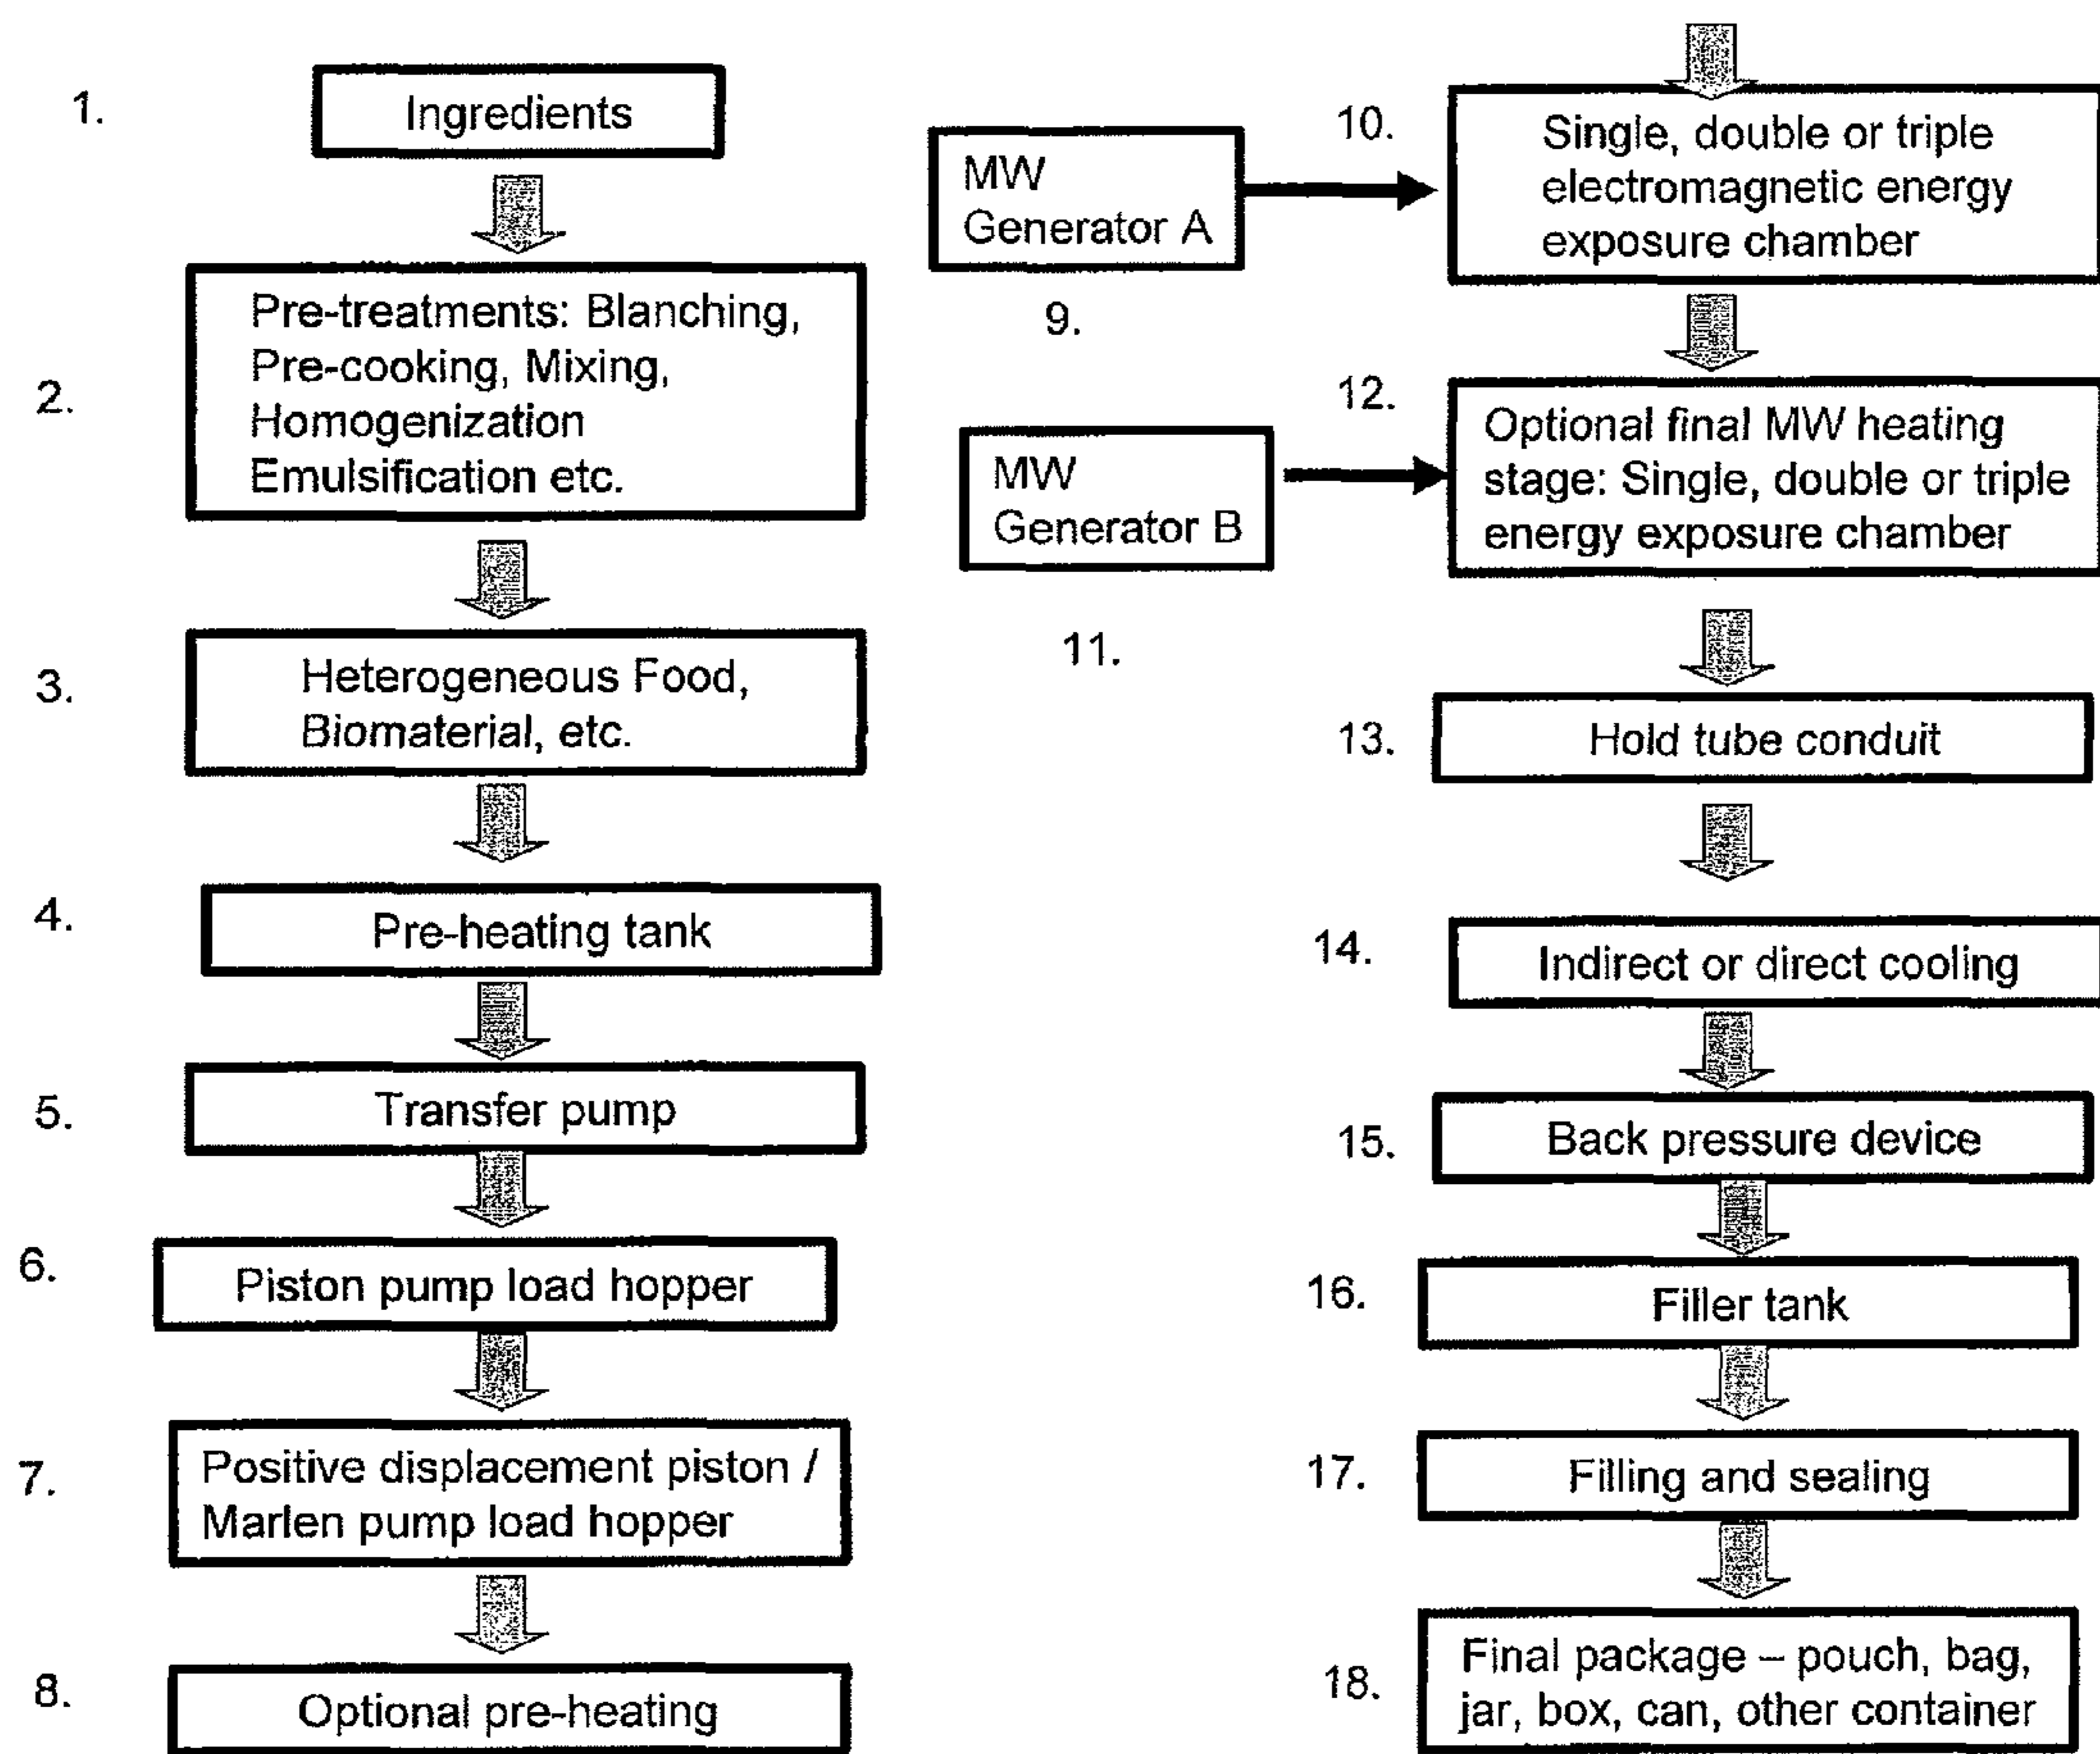 1.
Ingredients
2.
Pre-treatments: Blanching,
Pre-cooking, Mixing,
Homogenization
Emulsification etc.
3.
Heterogeneous Food,
Biomaterial, etc.
4.
Pre-heating tank
5.
Transfer pump
6.
Piston pump load hopper
7.
Positive displacement piston /
Marlen pump load hopper
8.
Optional pre-heating
MW
Generator A
9.
10.
Single, double or triple
electromagnetic energy
exposure chamber
MW
Generator B
11.
12.
Optional final MW heating
stage: Single, double or triple
energy exposure chamber
13.
Hold tube conduit
14.
Indirect or direct cooling
15.
Back pressure device
16.
Filler tank
17.
Filling and sealing
18.
Final package – pouch, bag,
jar, box, can, other container